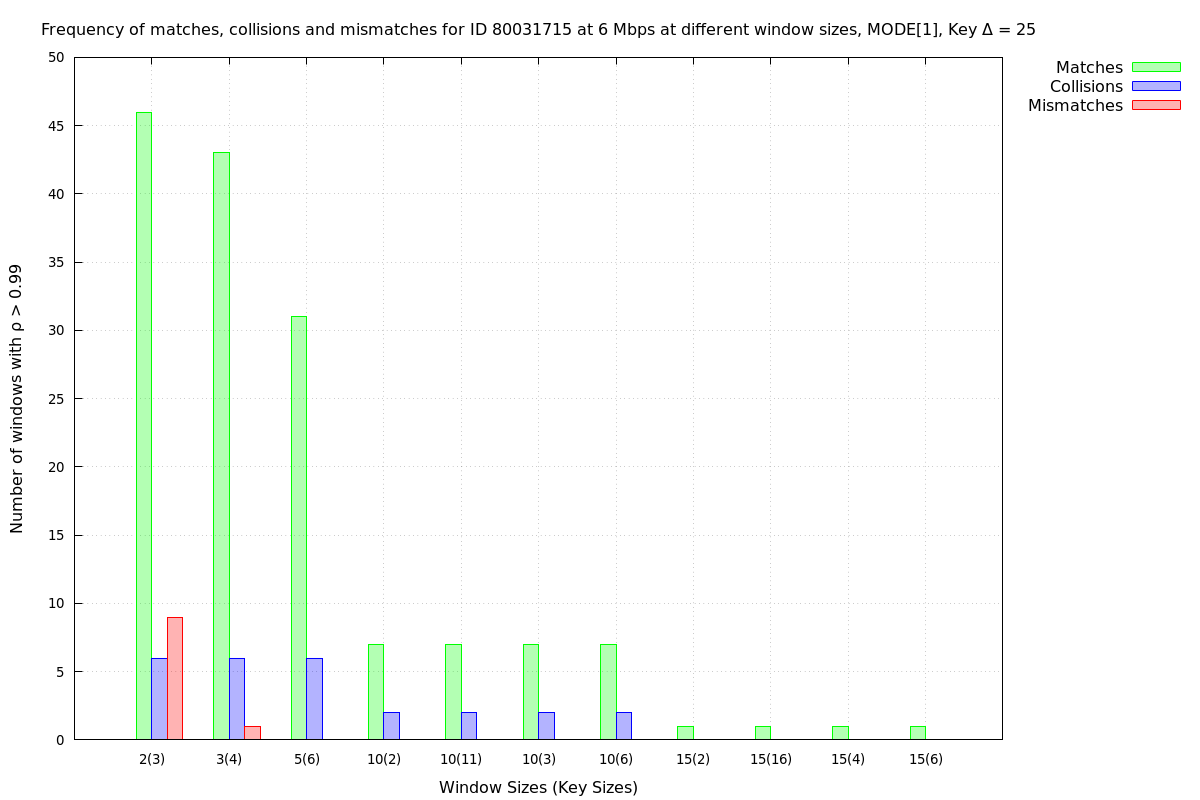 Frequency of matches, collisions and mismatches for ID 80031715 at 6 Mbps at different window sizes, MODE[1], Key Δ = 25
Matches
Collisions
Mismatches
Number of windows with ρ > 0.99
50
45
40
35
30
25
20
15
10
5
0
2(3) 3(4) 5(6) 10(2) 10(11) 10(3) 10(6) 15(2) 15(16) 15(4) 15(6)
Window Sizes (Key Sizes)